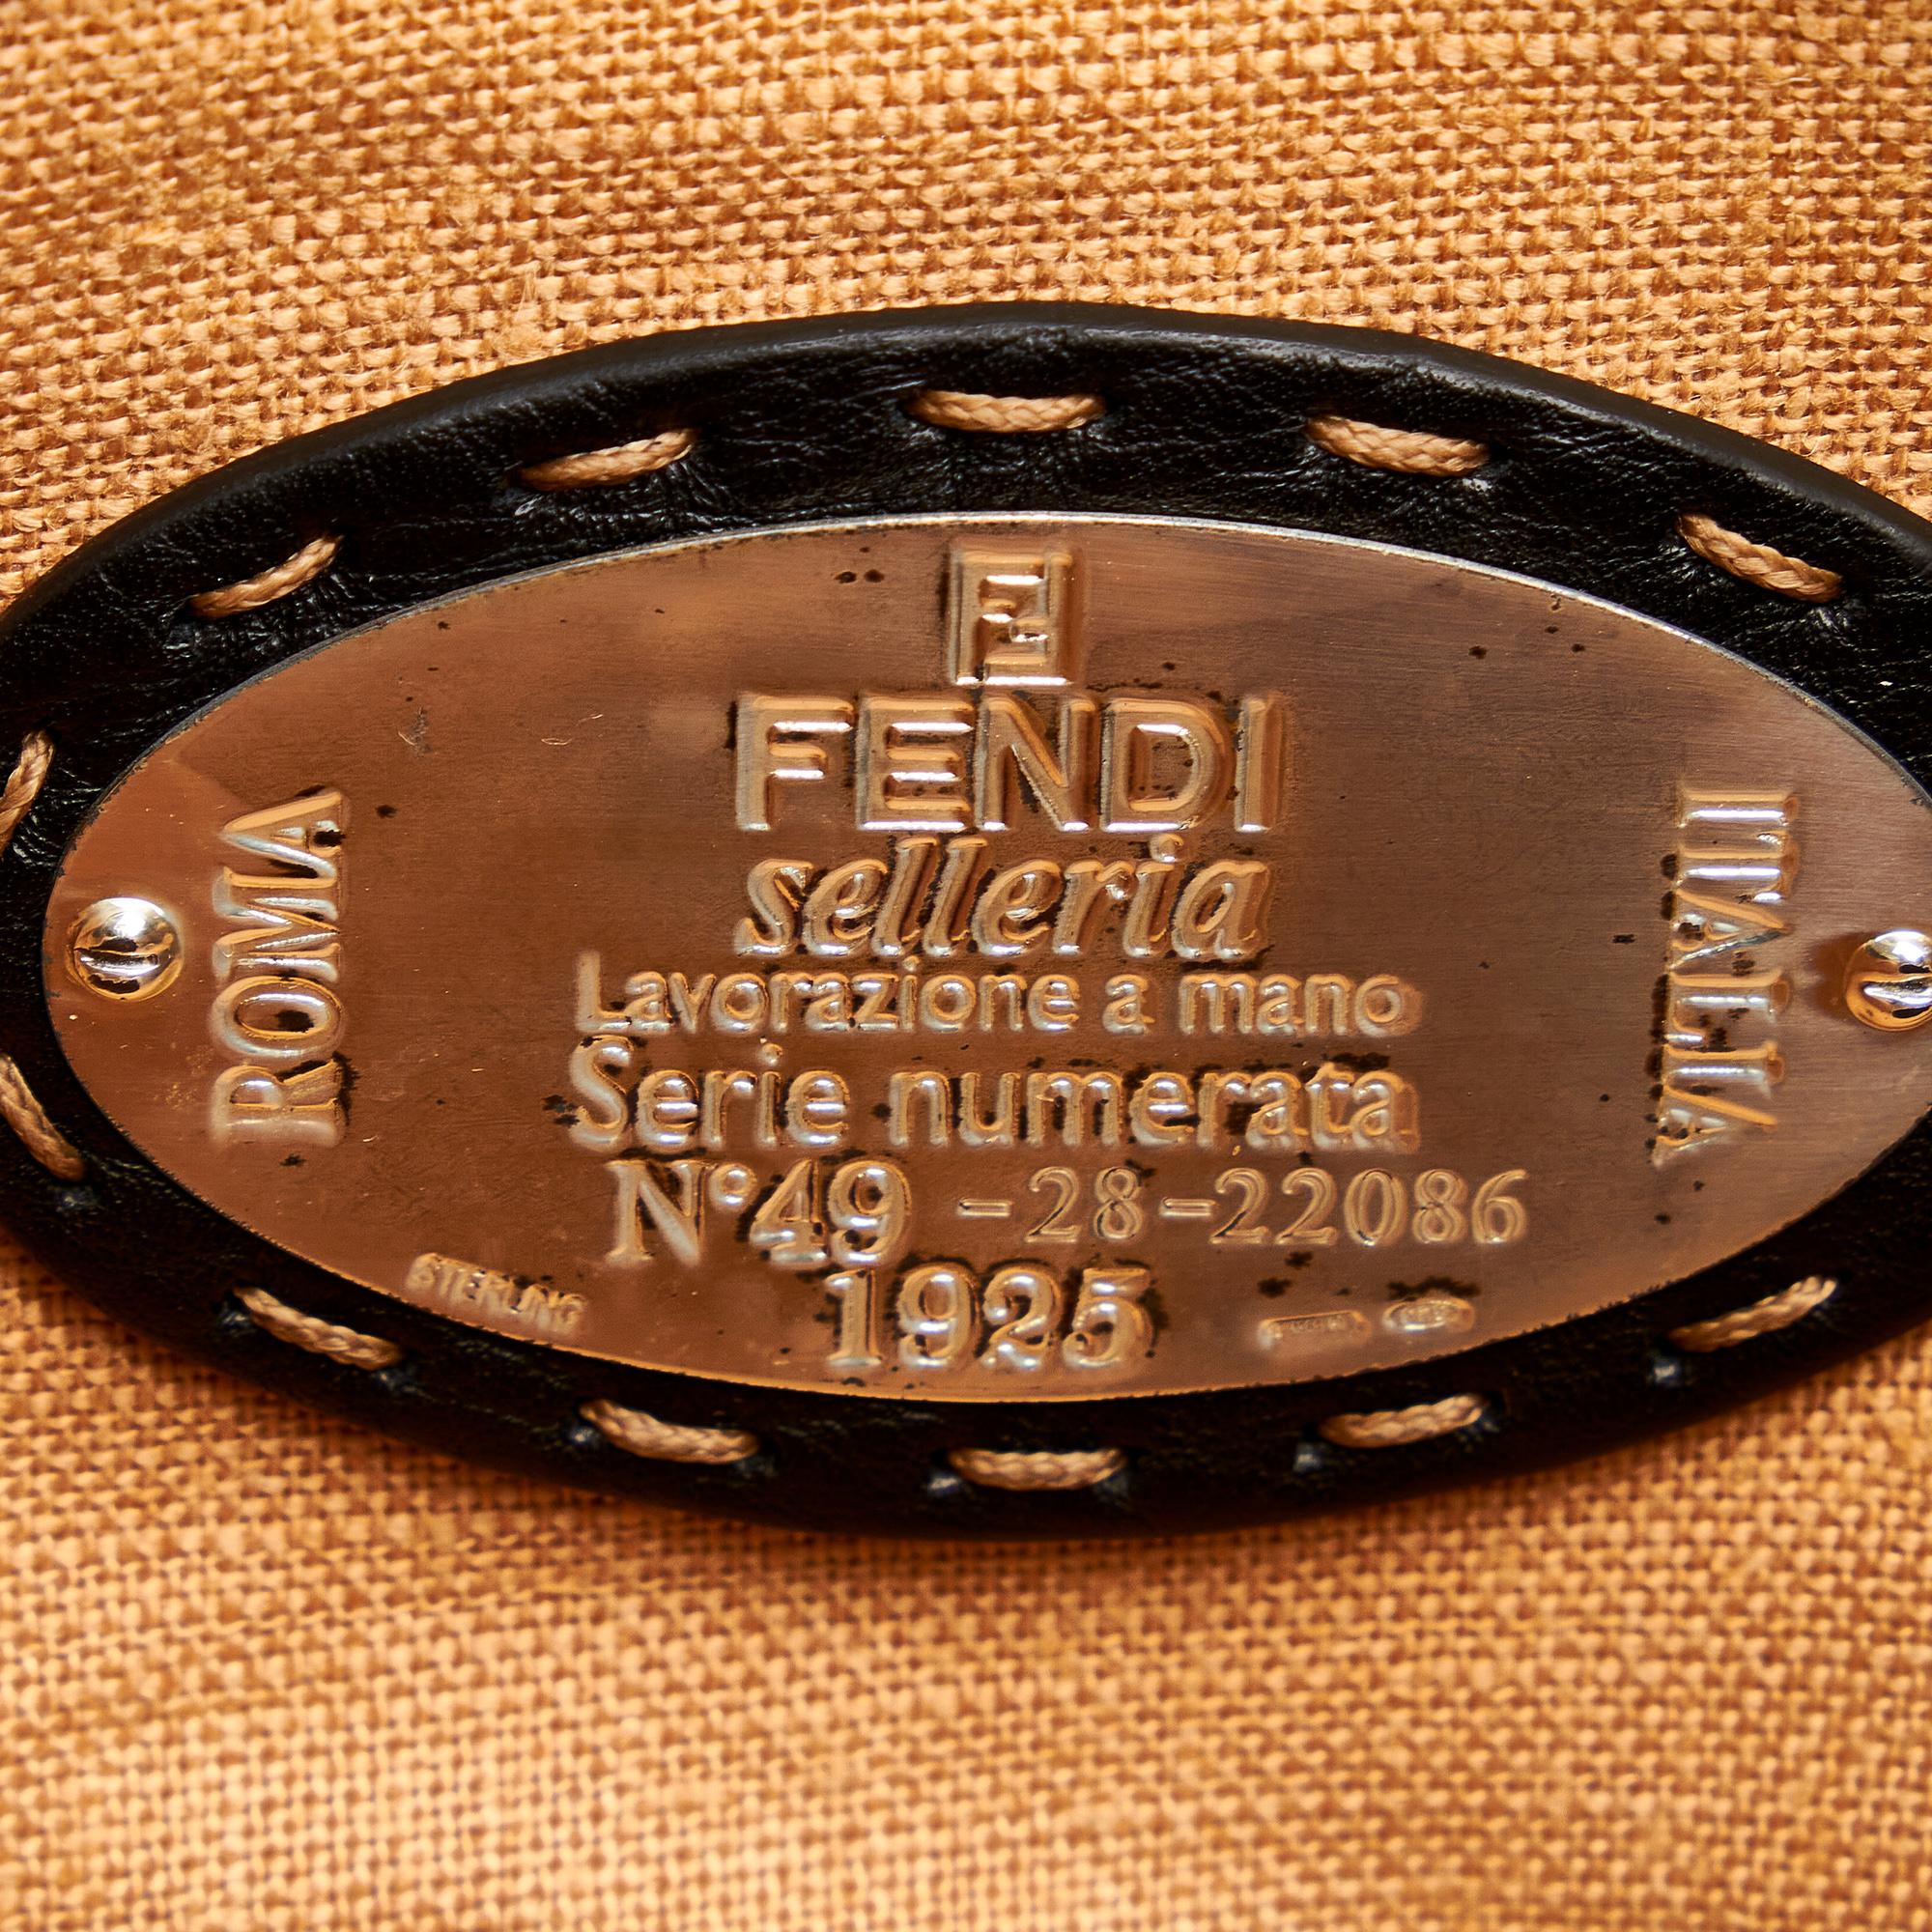 FENDI
selleria
Lavorazione a mano
Serie numerata
N°49 -28-22086
1925
ROMA
ITALIA
STERLING